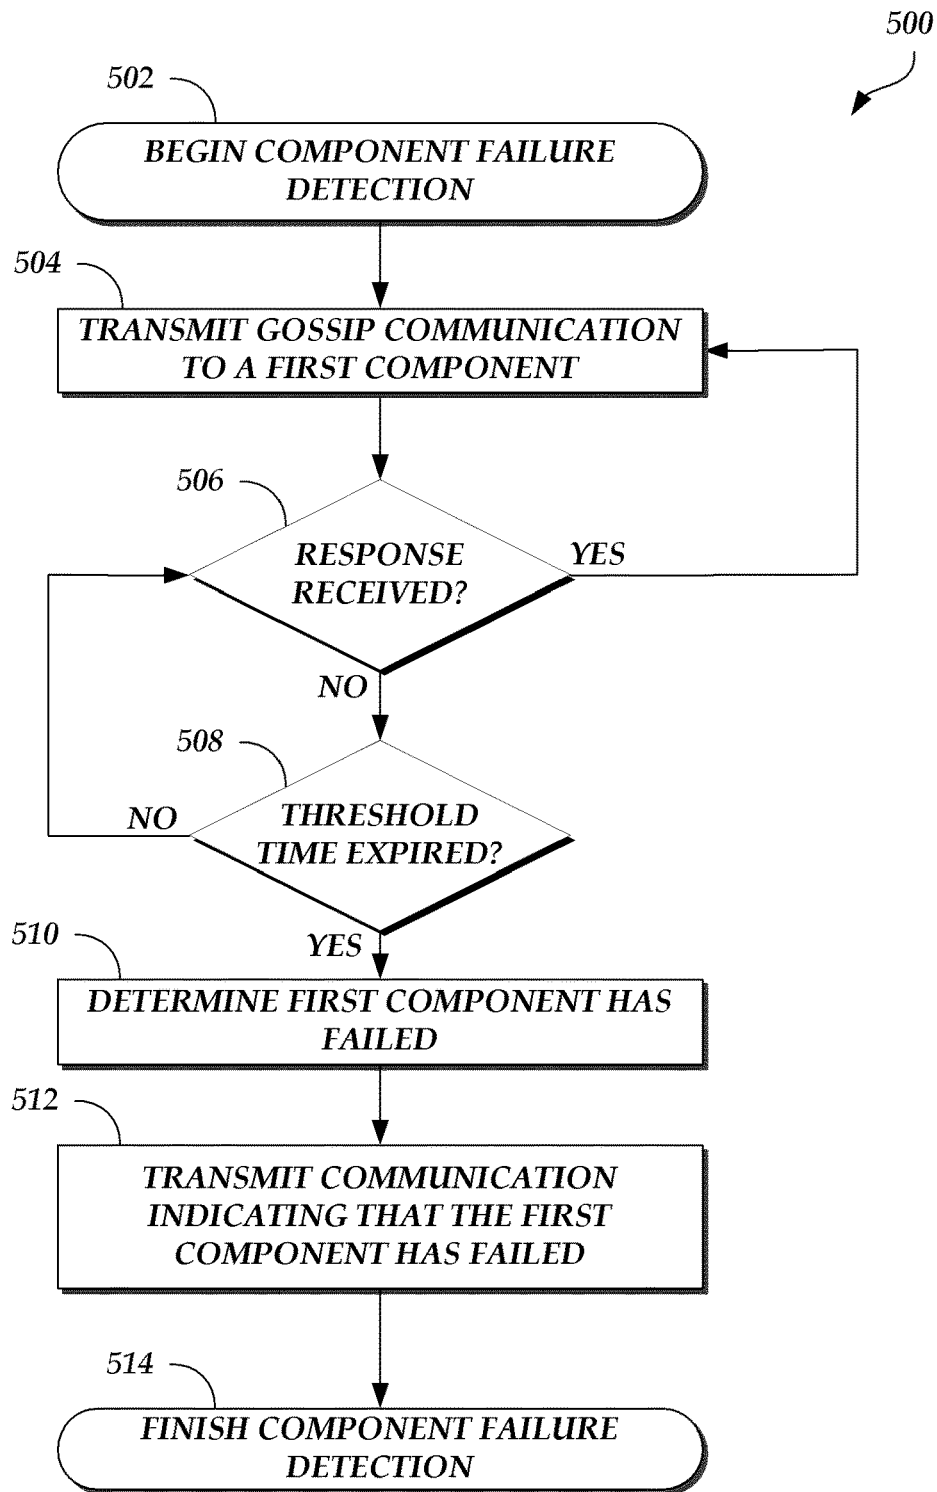 500
502
BEGIN COMPONENT FAILURE
DETECTION
504
TRANSMIT GOSSIP COMMUNICATION
TO A FIRST COMPONENT
506
RESPONSE
RECEIVED?
YES
NO
508
THRESHOLD
TIME EXPIRED?
NO
YES
510
DETERMINE FIRST COMPONENT HAS
FAILED
512
TRANSMIT COMMUNICATION
INDICATING THAT THE FIRST
COMPONENT HAS FAILED
514
FINISH COMPONENT FAILURE
DETECTION